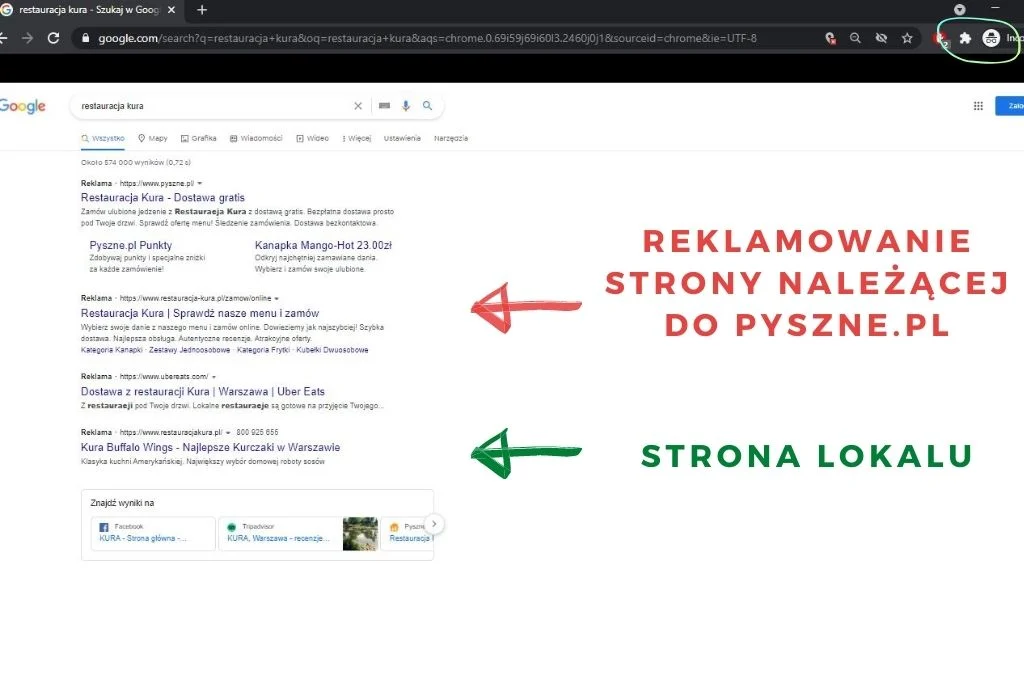 restauracja kura - Szukaj w Goog
google.com/search?q=restauracja+kura&oq=restauracja+kura&aqs=chrome.0.69i59j69i60l3.2460j0j1&sourceid=chrome&ie=UTF-8
2
Google
restauracja kura
Wszystko
Mapy
Grafika
Wiadomości
Wideo
Więcej
Ustawienia
Narzędzia
Około 574 000 wyników (0,72 s)
Reklama · https://www.pyszne.pl/
Restauracja Kura - Dostawa gratis
Zamów ulubione jedzenie z Restauracja Kura z dostawą gratis. Bezpłatna dostawa prosto
pod Twoje drzwi. Sprawdź ofertę menu! Śledzenie zamówienia. Dostawa bezkontaktowa.
Pyszne.pl Punkty
Zdobywaj punkty i specjalne zniżki
za każde zamówienie!
Kanapka Mango-Hot 23.00zł
Odkryj najchętniej zamawiane dania.
Wybierz i zamów swoje ulubione.
Reklama · https://www.restauracja-kura.pl/zamow/online
Restauracja Kura | Sprawdź nasze menu i zamów
Wybierz swoje danie z naszego menu i zamów online. Dowieziemy jak najszybciej! Szybka
dostawa. Najlepsza obsługa. Autentyczne recenzje. Atrakcyjne oferty.
Kategoria Kanapki · Zestawy Jednoosobowe · Kategoria Frytki · Kubełki Dwuosobowe
Reklama · https://www.ubereats.com/
Dostawa z restauracji Kura | Warszawa | Uber Eats
Z restauracji pod Twoje drzwi. Lokalne restauracje są gotowe na przyjęcie Twojego...
Reklama · https://www.restauracjakura.pl/ 800 925 655
Kura Buffalo Wings - Najlepsze Kurczaki w Warszawie
Klasyka kuchni Amerykańskiej. Największy wybór domowej roboty sosów
Znajdź wyniki na
Facebook
KURA - Strona główna -...
Tripadvisor
KURA, Warszawa - recenzje...
Pyszne
Restauracja
REKLAMOWANIE
STRONY NALEŻĄCEJ
DO PYSZNE.PL
STRONA LOKALU